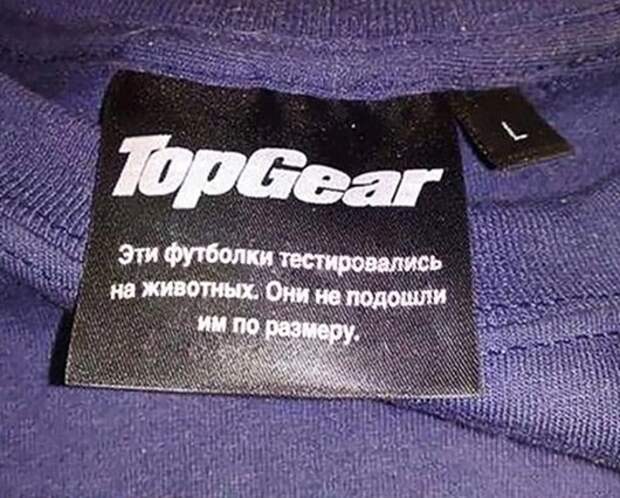 TopGear
L
Эти футболки тестировались
на животных. Они не подошли
им по размеру.